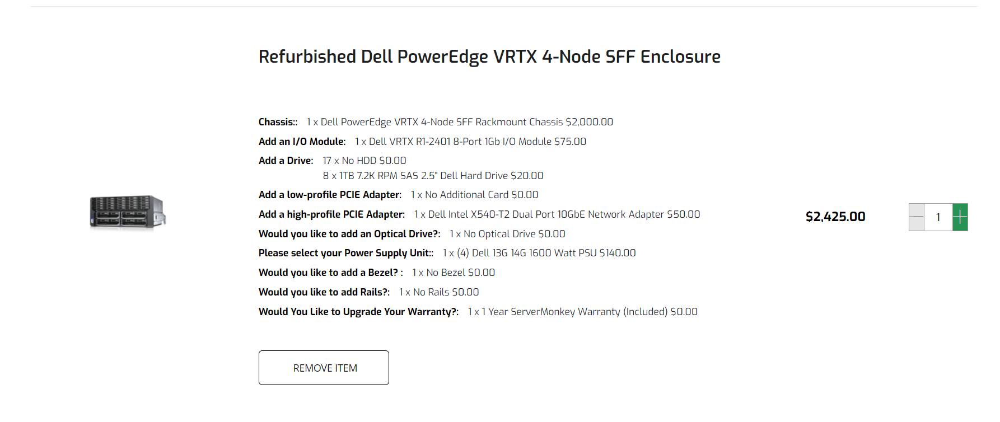 Refurbished Dell PowerEdge VRTX 4-Node SFF Enclosure
Chassis:: 1 x Dell PowerEdge VRTX 4-Node SFF Rackmount Chassis $2,000.00
Add an I/O Module: 1 x Dell VRTX R1-2401 8-Port 1Gb I/O Module $75.00
Add a Drive: 17 x No HDD $0.00
8 x 1TB 7.2K RPM SAS 2.5" Dell Hard Drive $20.00
Add a low-profile PCIE Adapter: 1 x No Additional Card $0.00
Add a high-profile PCIE Adapter: 1 x Dell Intel X540-T2 Dual Port 10GbE Network Adapter $50.00
$2,425.00
1
Would you like to add an Optical Drive?: 1 x No Optical Drive $0.00
Please select your Power Supply Unit:: 1 x (4) Dell 13G 14G 1600 Watt PSU $140.00
Would you like to add a Bezel? : 1 x No Bezel $0.00
Would you like to add Rails?: 1 x No Rails $0.00
Would You Like to Upgrade Your Warranty?: 1 x 1 Year ServerMonkey Warranty (Included) $0.00
REMOVE ITEM